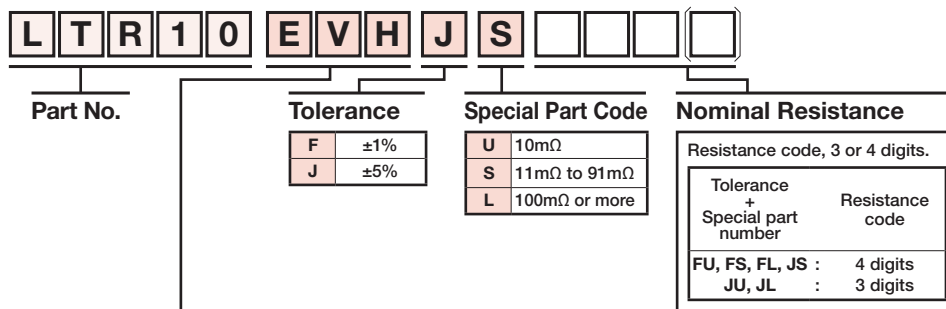 L T R 1 0 E V H J S
Part No.
Tolerance
F ±1%
J ±5%
Special Part Code
U 10mΩ
S 11mΩ to 91mΩ
L 100mΩ or more
Nominal Resistance
Resistance code, 3 or 4 digits.
Tolerance
+
Special part
number
Resistance
code
FU, FS, FL, JS : 4 digits
JU, JL : 3 digits